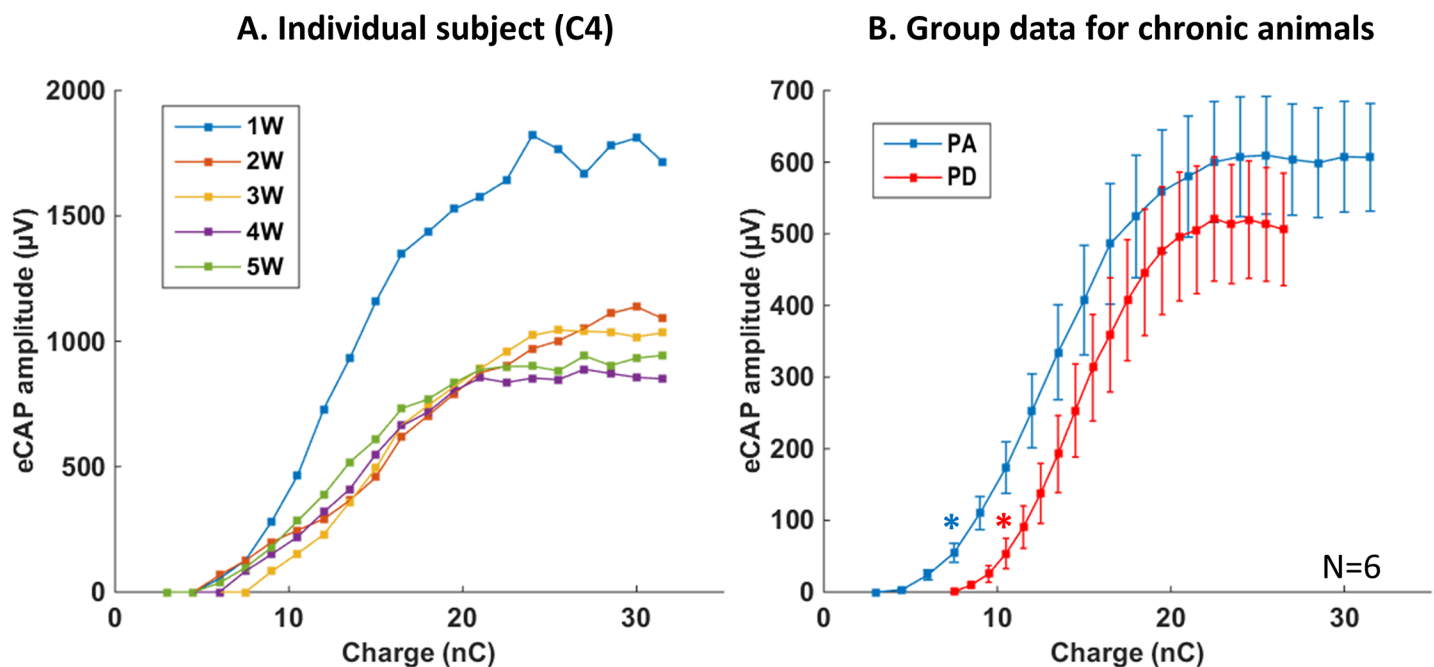 A. Individual subject (C4)
2000
1500
1000
500
0
0
10
20
30
eCAP amplitude (µV)
Charge (nC)
1W
2W
3W
4W
5W
B. Group data for chronic animals
700
600
500
400
300
200
100
0
0
10
20
30
eCAP amplitude (µV)
Charge (nC)
PA
PD
*
*
N=6